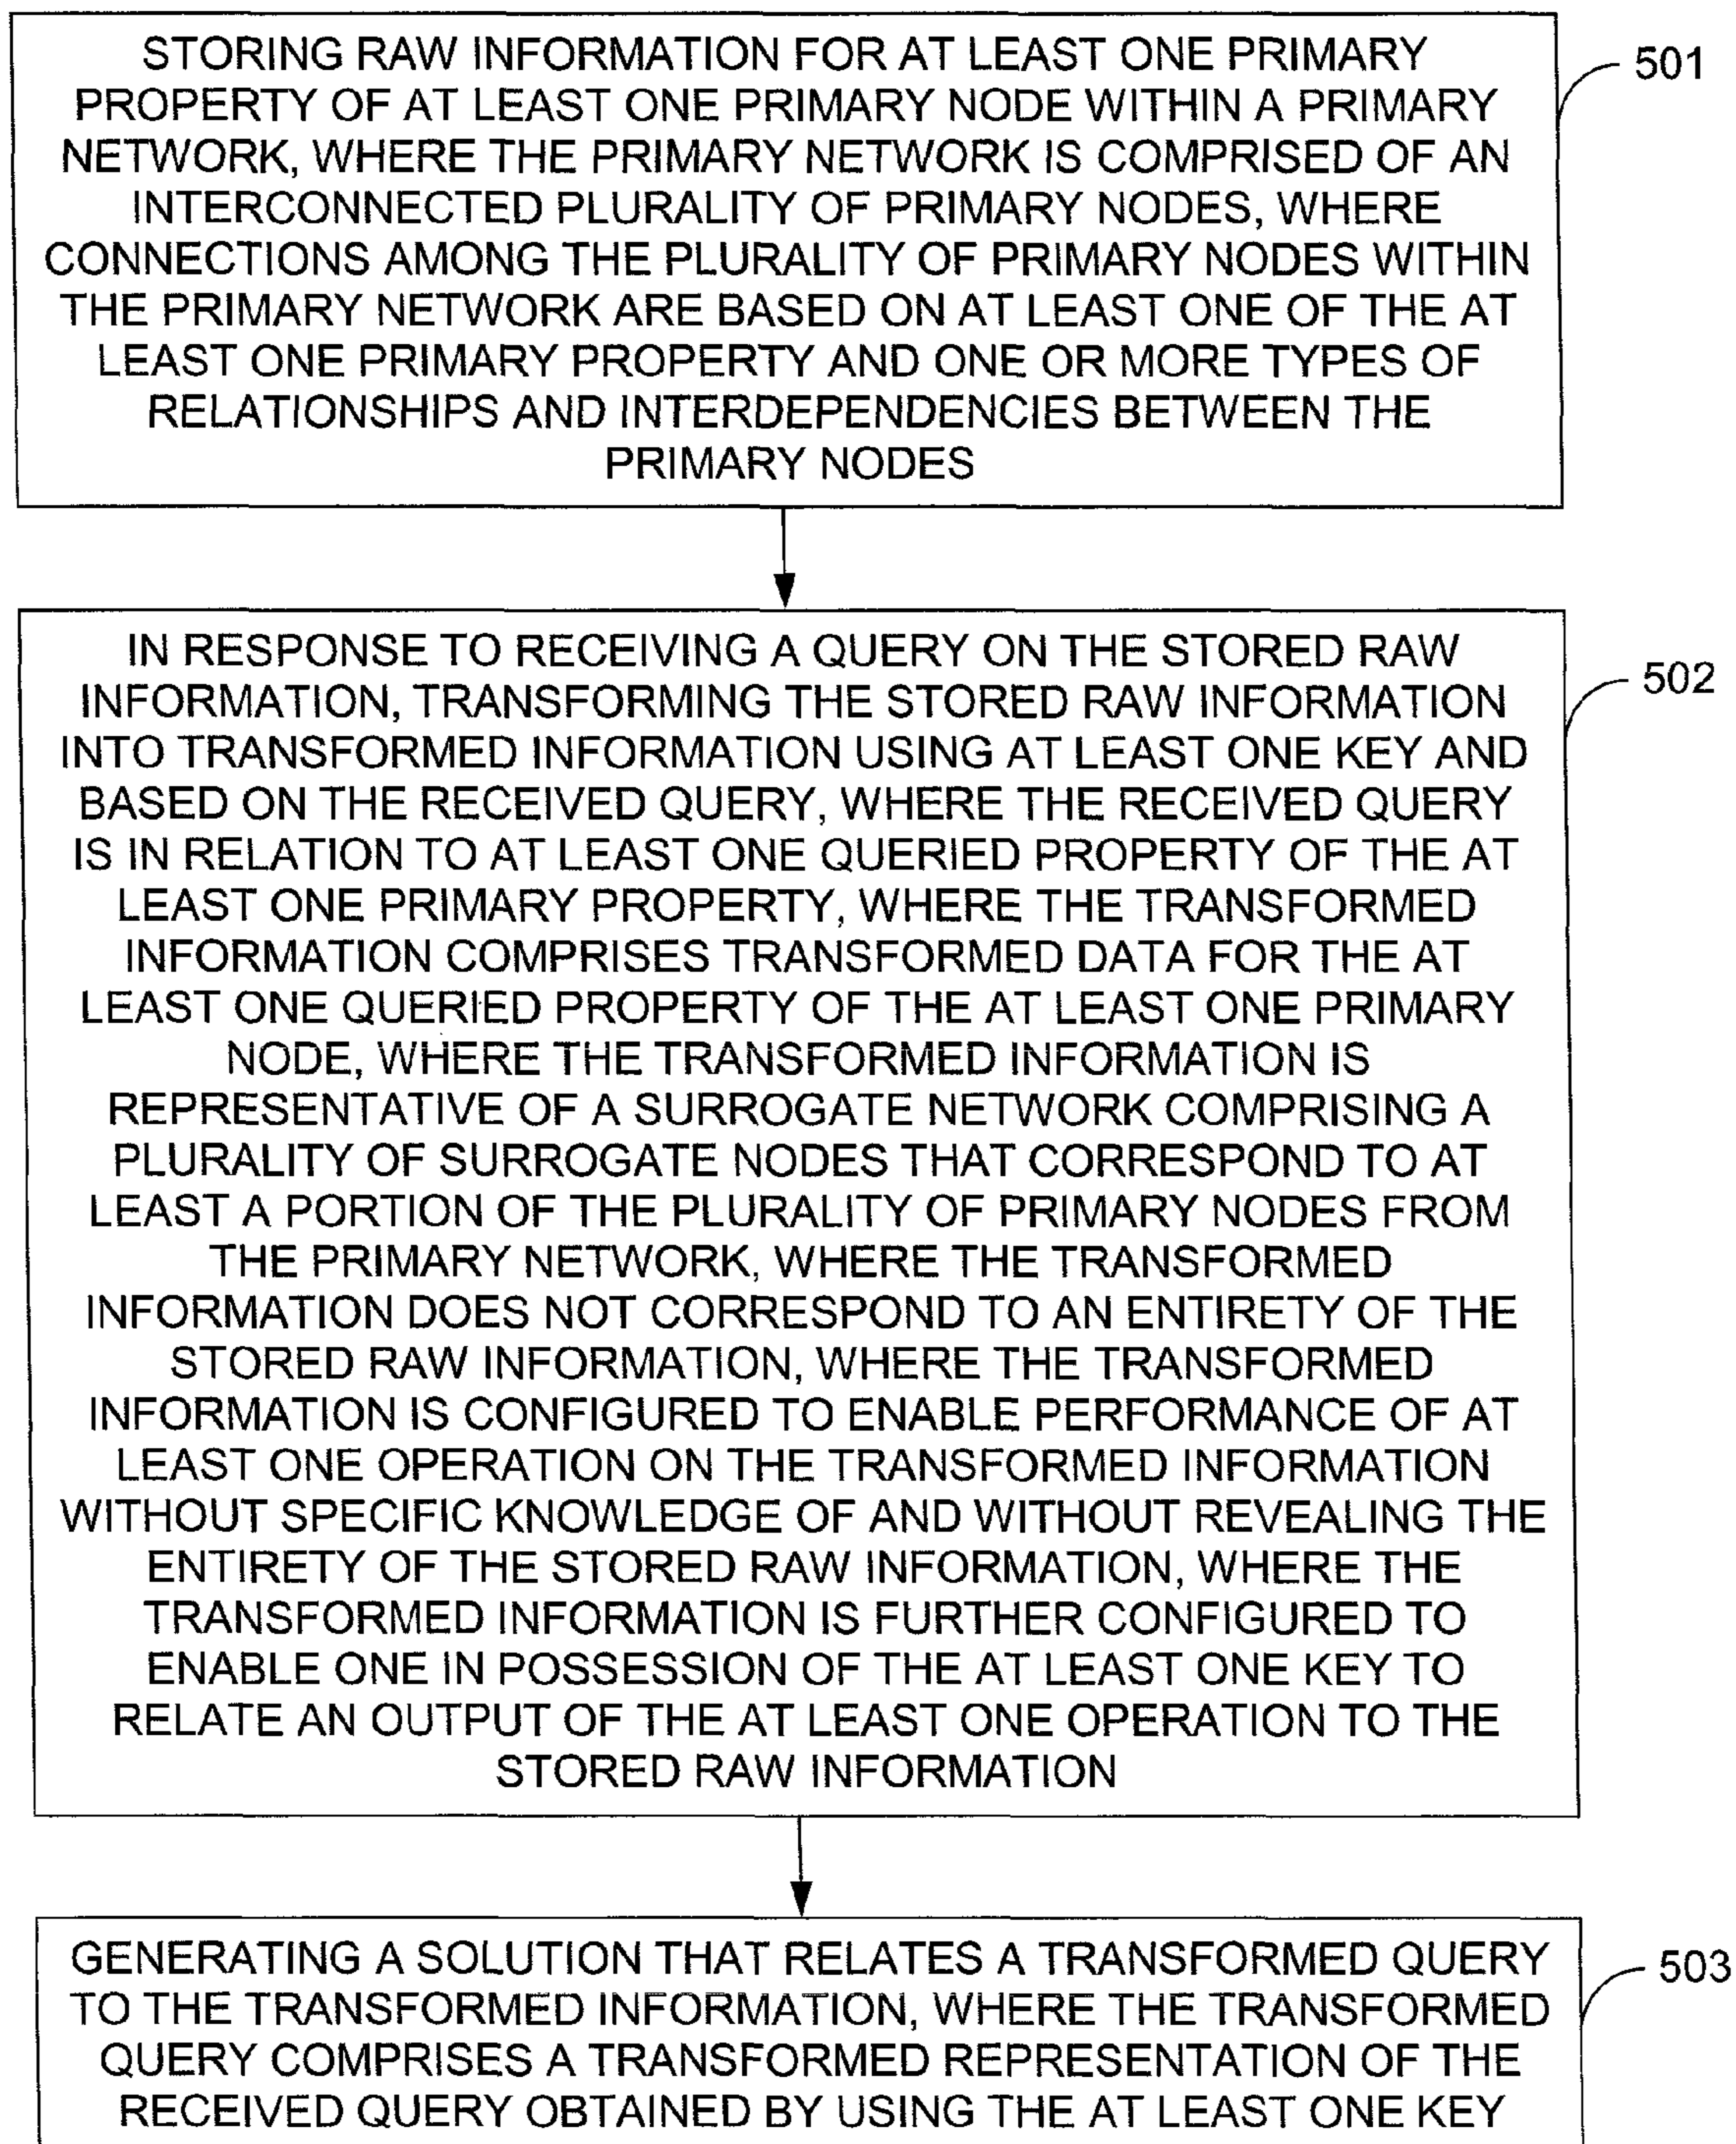 STORING RAW INFORMATION FOR AT LEAST ONE PRIMARY
PROPERTY OF AT LEAST ONE PRIMARY NODE WITHIN A PRIMARY
NETWORK, WHERE THE PRIMARY NETWORK IS COMPRISED OF AN
INTERCONNECTED PLURALITY OF PRIMARY NODES, WHERE
CONNECTIONS AMONG THE PLURALITY OF PRIMARY NODES WITHIN
THE PRIMARY NETWORK ARE BASED ON AT LEAST ONE OF THE AT
LEAST ONE PRIMARY PROPERTY AND ONE OR MORE TYPES OF
RELATIONSHIPS AND INTERDEPENDENCIES BETWEEN THE
PRIMARY NODES
501
IN RESPONSE TO RECEIVING A QUERY ON THE STORED RAW
INFORMATION, TRANSFORMING THE STORED RAW INFORMATION
INTO TRANSFORMED INFORMATION USING AT LEAST ONE KEY AND
BASED ON THE RECEIVED QUERY, WHERE THE RECEIVED QUERY
IS IN RELATION TO AT LEAST ONE QUERIED PROPERTY OF THE AT
LEAST ONE PRIMARY PROPERTY, WHERE THE TRANSFORMED
INFORMATION COMPRISES TRANSFORMED DATA FOR THE AT
LEAST ONE QUERIED PROPERTY OF THE AT LEAST ONE PRIMARY
NODE, WHERE THE TRANSFORMED INFORMATION IS
REPRESENTATIVE OF A SURROGATE NETWORK COMPRISING A
PLURALITY OF SURROGATE NODES THAT CORRESPOND TO AT
LEAST A PORTION OF THE PLURALITY OF PRIMARY NODES FROM
THE PRIMARY NETWORK, WHERE THE TRANSFORMED
INFORMATION DOES NOT CORRESPOND TO AN ENTIRETY OF THE
STORED RAW INFORMATION, WHERE THE TRANSFORMED
INFORMATION IS CONFIGURED TO ENABLE PERFORMANCE OF AT
LEAST ONE OPERATION ON THE TRANSFORMED INFORMATION
WITHOUT SPECIFIC KNOWLEDGE OF AND WITHOUT REVEALING THE
ENTIRETY OF THE STORED RAW INFORMATION, WHERE THE
TRANSFORMED INFORMATION IS FURTHER CONFIGURED TO
ENABLE ONE IN POSSESSION OF THE AT LEAST ONE KEY TO
RELATE AN OUTPUT OF THE AT LEAST ONE OPERATION TO THE
STORED RAW INFORMATION
502
GENERATING A SOLUTION THAT RELATES A TRANSFORMED QUERY
TO THE TRANSFORMED INFORMATION, WHERE THE TRANSFORMED
QUERY COMPRISES A TRANSFORMED REPRESENTATION OF THE
RECEIVED QUERY OBTAINED BY USING THE AT LEAST ONE KEY
503